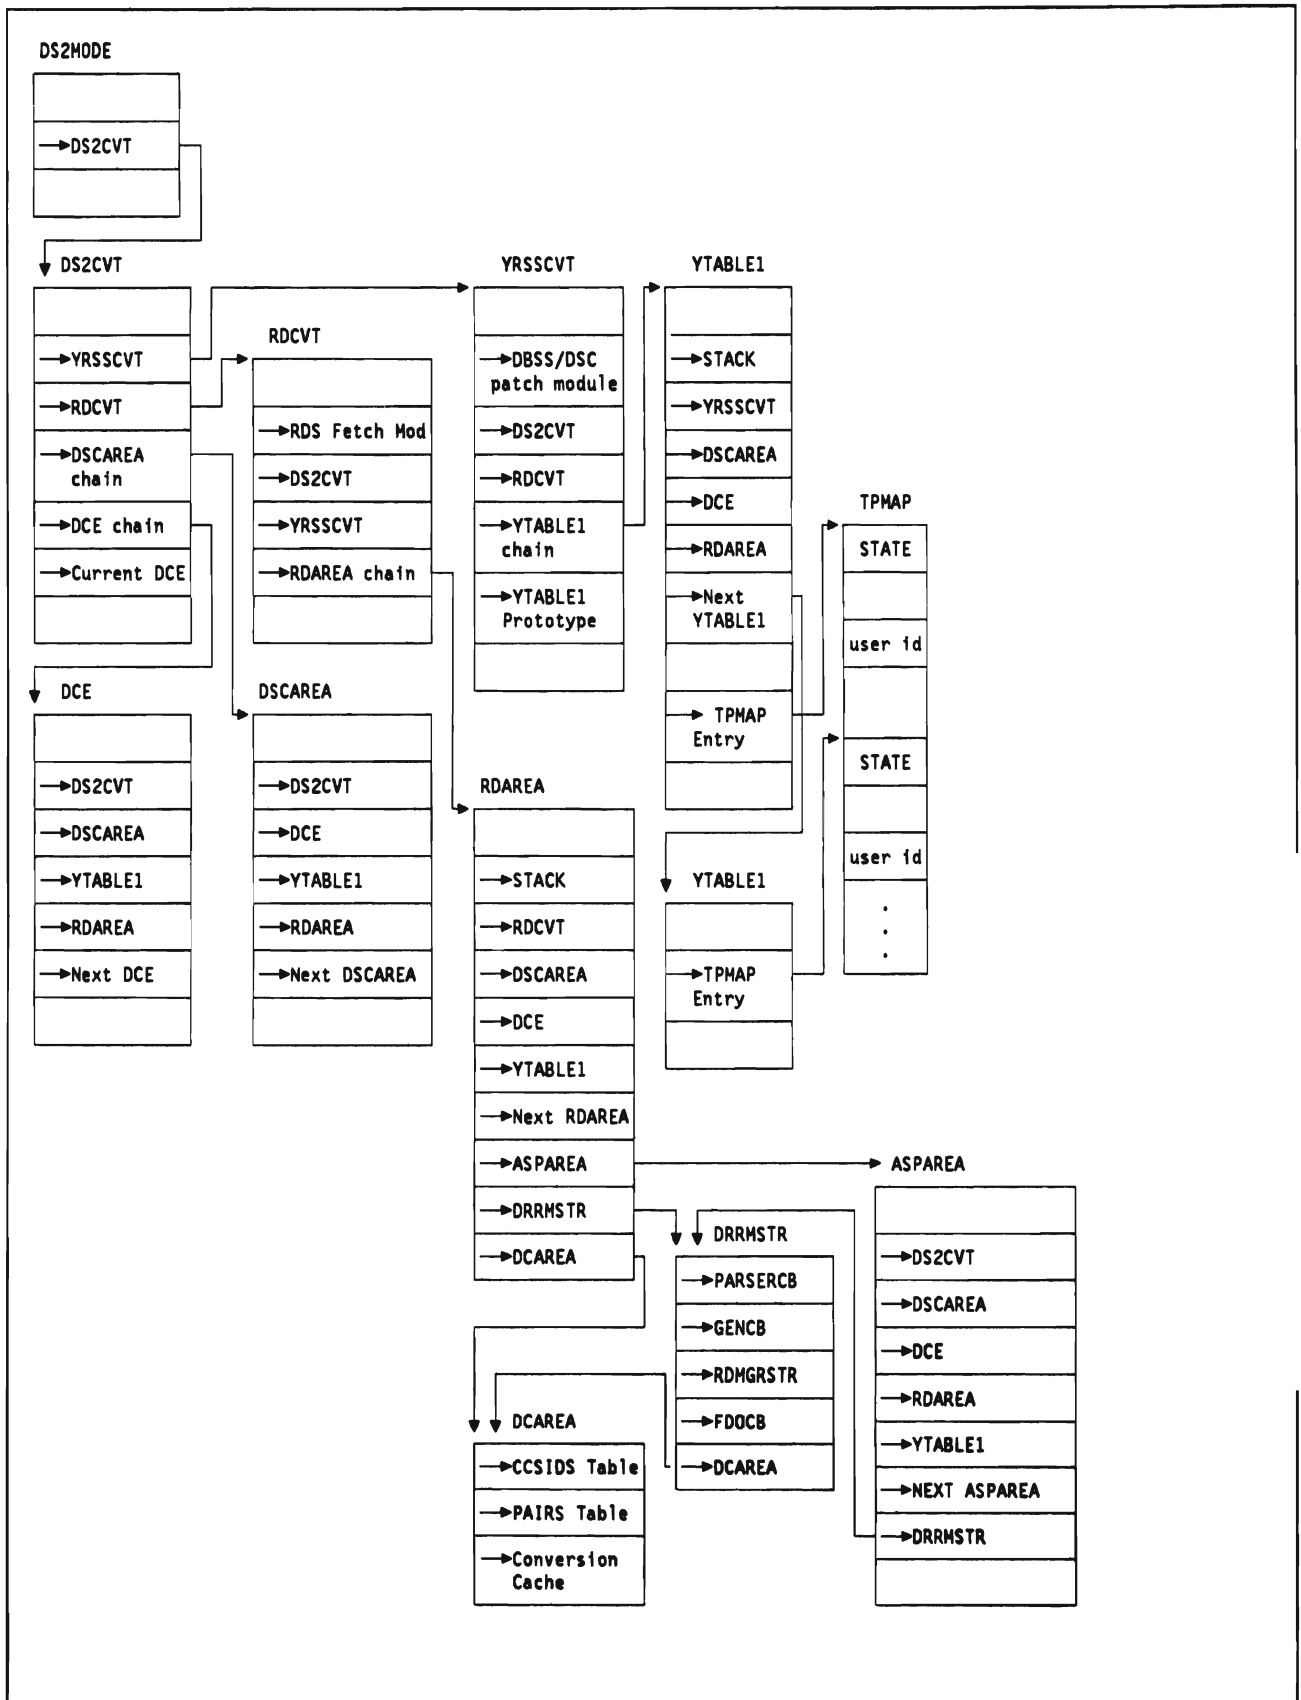 DS2MODE
DS2CVT
DS2CVT
YRSSCVT
RDCVT
DSCAREA
chain
DCE chain
Current DCE
RDCVT
RDS Fetch Mod
DS2CVT
YRSSCVT
RDAREA chain
YRSSCVT
DBSS/DSC
patch module
DS2CVT
RDCVT
YTABLE1
chain
YTABLE1
Prototype
YTABLE1
STACK
YRSSCVT
DSCAREA
DCE
RDAREA
Next
YTABLE1
TPMAP
Entry
TPMAP
STATE
user id
STATE
user id
.
.
.
DCE
DS2CVT
DSCAREA
YTABLE1
RDAREA
Next DCE
DSCAREA
DS2CVT
DCE
YTABLE1
RDAREA
Next DSCAREA
RDAREA
STACK
RDCVT
DSCAREA
DCE
YTABLE1
Next RDAREA
ASPAREA
DRRMSTR
DCAREA
YTABLE1
TPMAP
Entry
ASPAREA
DS2CVT
DSCAREA
DCE
RDAREA
YTABLE1
NEXT ASPAREA
DRRMSTR
DRRMSTR
PARSERCB
GENCB
RDMGRSTR
FDOCB
DCAREA
DCAREA
CCSIDS Table
PAIRS Table
Conversion
Cache